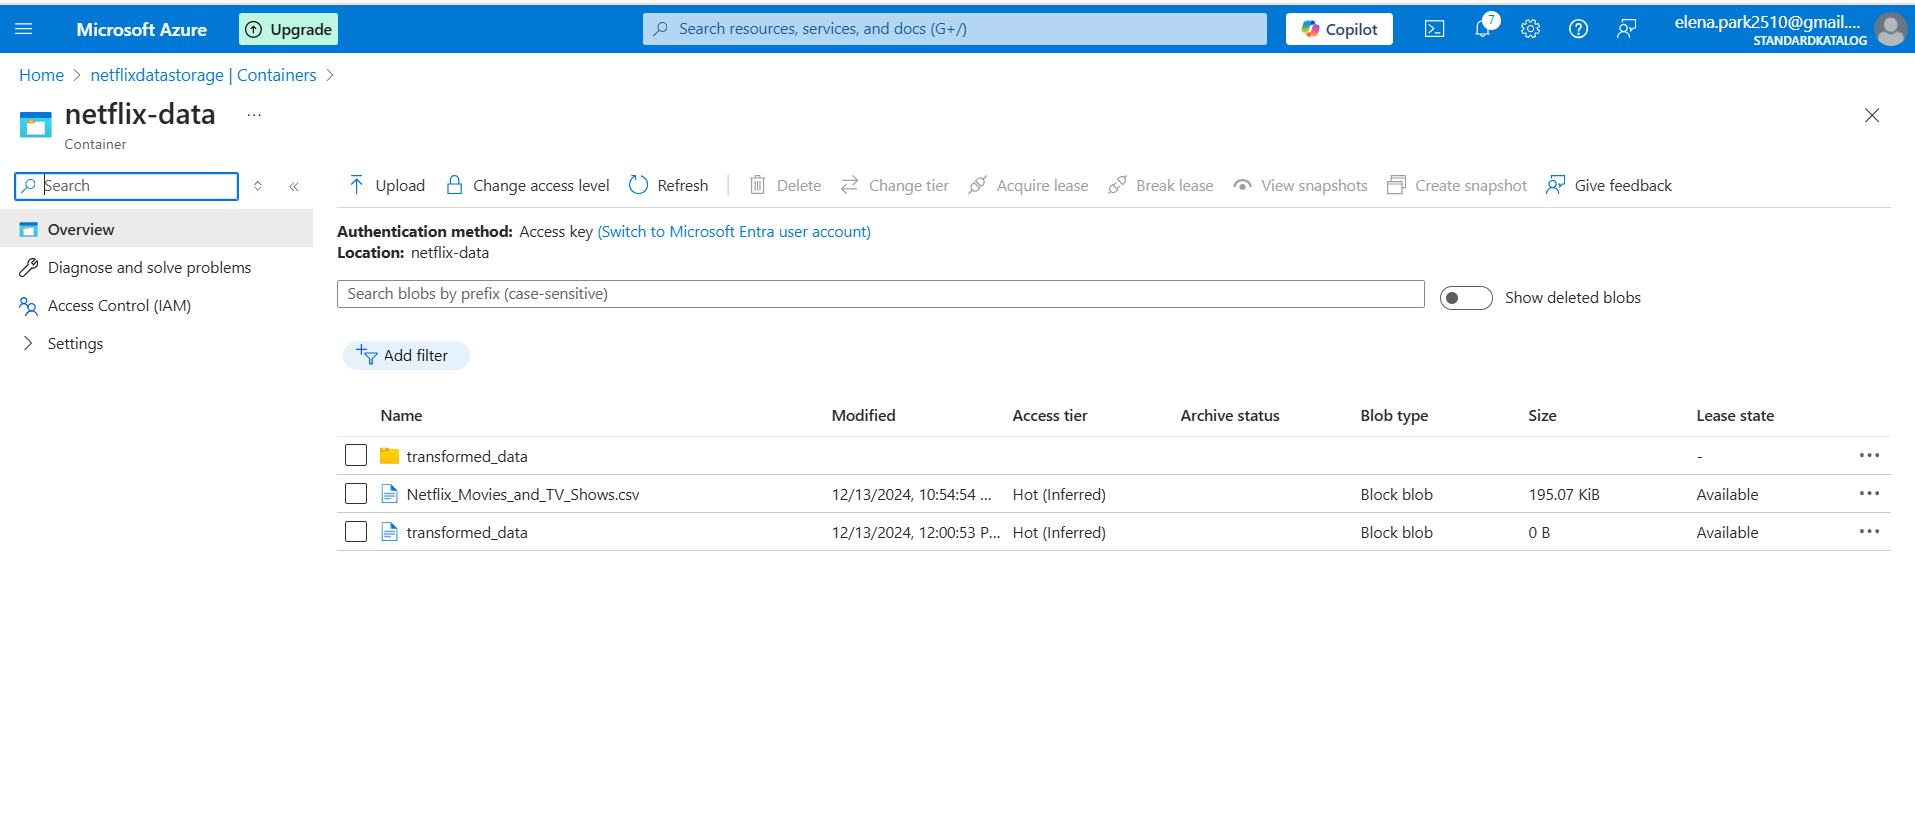 Microsoft Azure
Upgrade
Search resources, services, and docs (G+/)
Copilot
7
elena.park2510@gmail....
STANDARDKATALOG
Home > netflixdatastorage | Containers >
netflix-data ...
Container
Search
Overview
Diagnose and solve problems
Access Control (IAM)
Settings
Upload Change access level Refresh Delete Change tier Acquire lease Break lease View snapshots Create snapshot Give feedback
Authentication method: Access key (Switch to Microsoft Entra user account)
Location: netflix-data
Search blobs by prefix (case-sensitive)
Show deleted blobs
Add filter
Name Modified Access tier Archive status Blob type Size Lease state
transformed_data -
Netflix_Movies_and_TV_Shows.csv 12/13/2024, 10:54:54 ... Hot (Inferred) Block blob 195.07 KiB Available
transformed_data 12/13/2024, 12:00:53 P... Hot (Inferred) Block blob 0 B Available